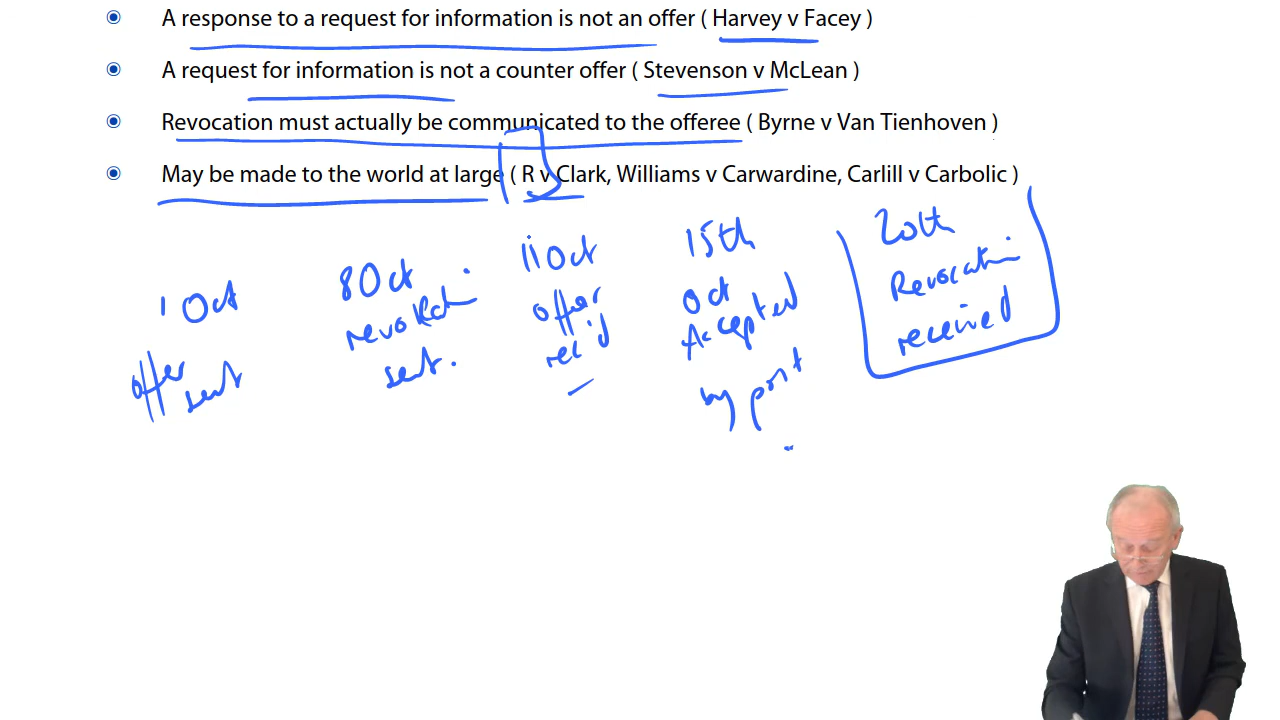 A response to a request for information is not an offer ( Harvey v Facey )
A request for information is not a counter offer ( Stevenson v McLean )
Revocation must actually be communicated to the offeree ( Byrne v Van Tienhoven )
May be made to the world at large ( R v Clark, Williams v Carwardine, Carlill v Carbolic )
1 Oct
offer
sent
8 Oct
sent.
11 Oct
offer
rec'd
15th
Oct
Accepted
by post
20th
Revocation
received